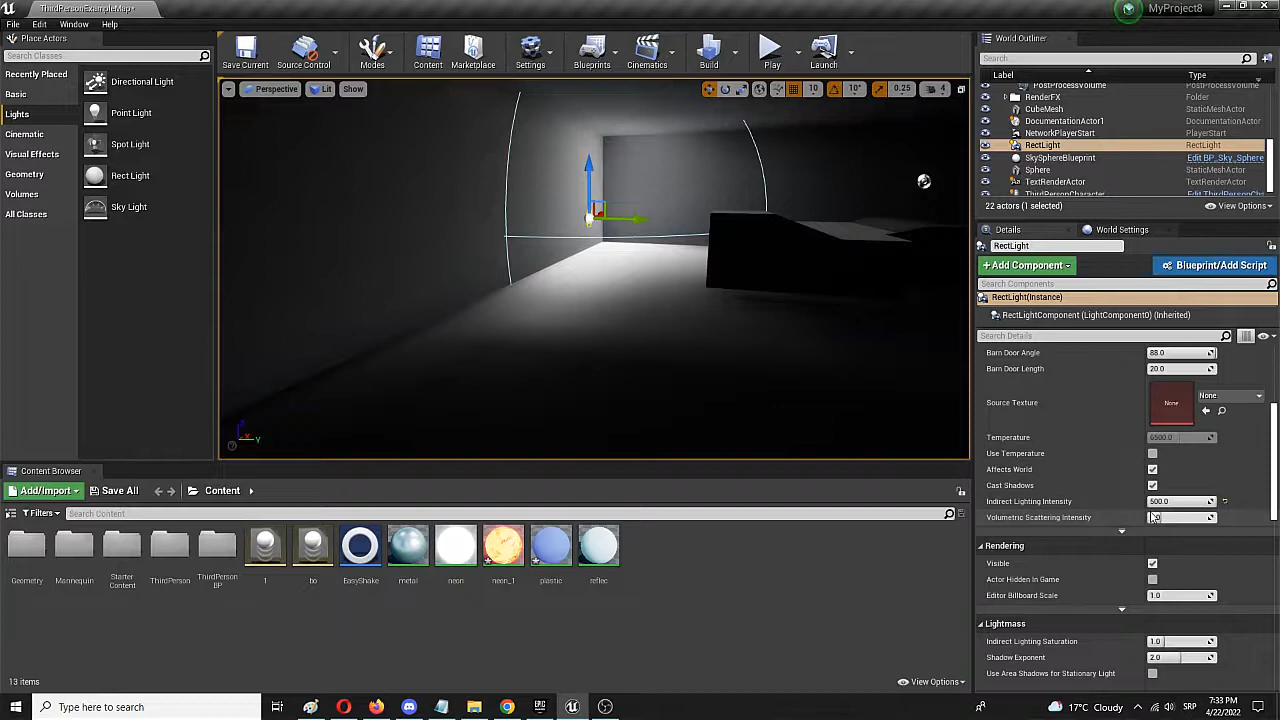 ThirdPersonExampleMap*
MyProject8
File Edit Window Help
Place Actors
Search Classes
Recently Placed
Basic
Lights
Cinematic
Visual Effects
Geometry
Volumes
All Classes
Directional Light
Point Light
Spot Light
Rect Light
Sky Light
Save Current
Source Control
Modes
Content
Marketplace
Settings
Blueprints
Cinematics
Build
Play
Launch
Perspective
Lit
Show
10
10°
0.25
4
World Outliner
Search
Label Type
PostProcessVolume PostProcessVolume
RenderFX Folder
CubeMesh StaticMeshActor
DocumentationActor1 DocumentationActor
NetworkPlayerStart PlayerStart
RectLight RectLight
SkySphereBlueprint Edit BP_Sky_Sphere
Sphere StaticMeshActor
TextRenderActor TextRenderActor
ThirdPersonCharacter Edit ThirdPersonCha
22 actors (1 selected)
View Options
Details World Settings
RectLight
+Add Component
Blueprint/Add Script
Search Components
RectLight(Instance)
RectLightComponent (LightComponent0) (Inherited)
Search Details
Barn Door Angle 88.0
Barn Door Length 20.0
Source Texture None None
Temperature 6500.0
Use Temperature
Affects World
Cast Shadows
Indirect Lighting Intensity 500.0
Volumetric Scattering Intensity
Rendering
Visible
Actor Hidden In Game
Editor Billboard Scale 1.0
Lightmass
Indirect Lighting Saturation 1.0
Shadow Exponent 2.0
Use Area Shadows for Stationary Light
Z
X
Y
Content Browser
Add/Import
Save All
Content
Filters
Search Content
Geometry
Mannequin
Starter Content
ThirdPerson
ThirdPerson BP
1
bo
EasyShake
metal
neon
neon_1
plastic
reflec
13 items
View Options
Type here to search
17°C Cloudy
SRP
7:33 PM
4/22/2022